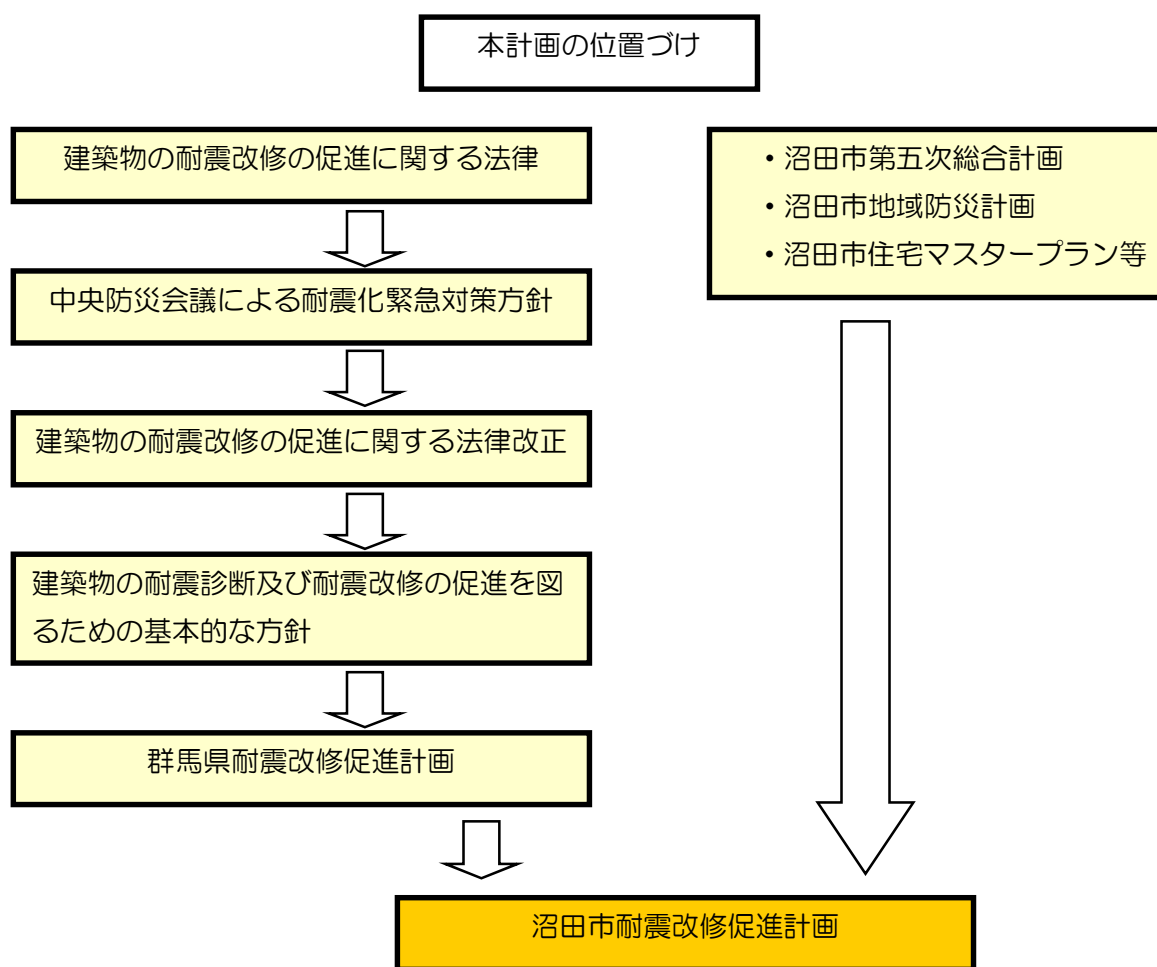 本計画の位置づけ
建築物の耐震改修の促進に関する法律
中央防災会議による耐震化緊急対策方針
建築物の耐震改修の促進に関する法律改正
建築物の耐震診断及び耐震改修の促進を図
るための基本的な方針
群馬県耐震改修促進計画
・沼田市第五次総合計画
・沼田市地域防災計画
・沼田市住宅マスタープラン等
沼田市耐震改修促進計画